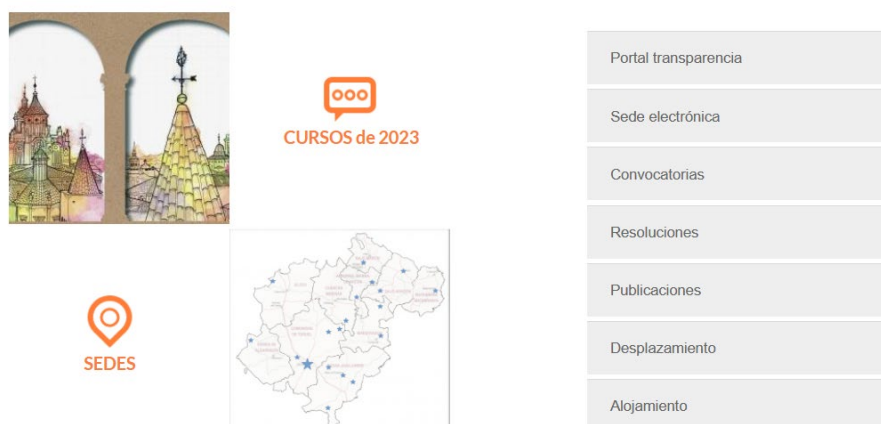 CURSOS de 2023
SEDES
Portal transparencia
Sede electrónica
Convocatorias
Resoluciones
Publicaciones
Desplazamiento
Alojamiento